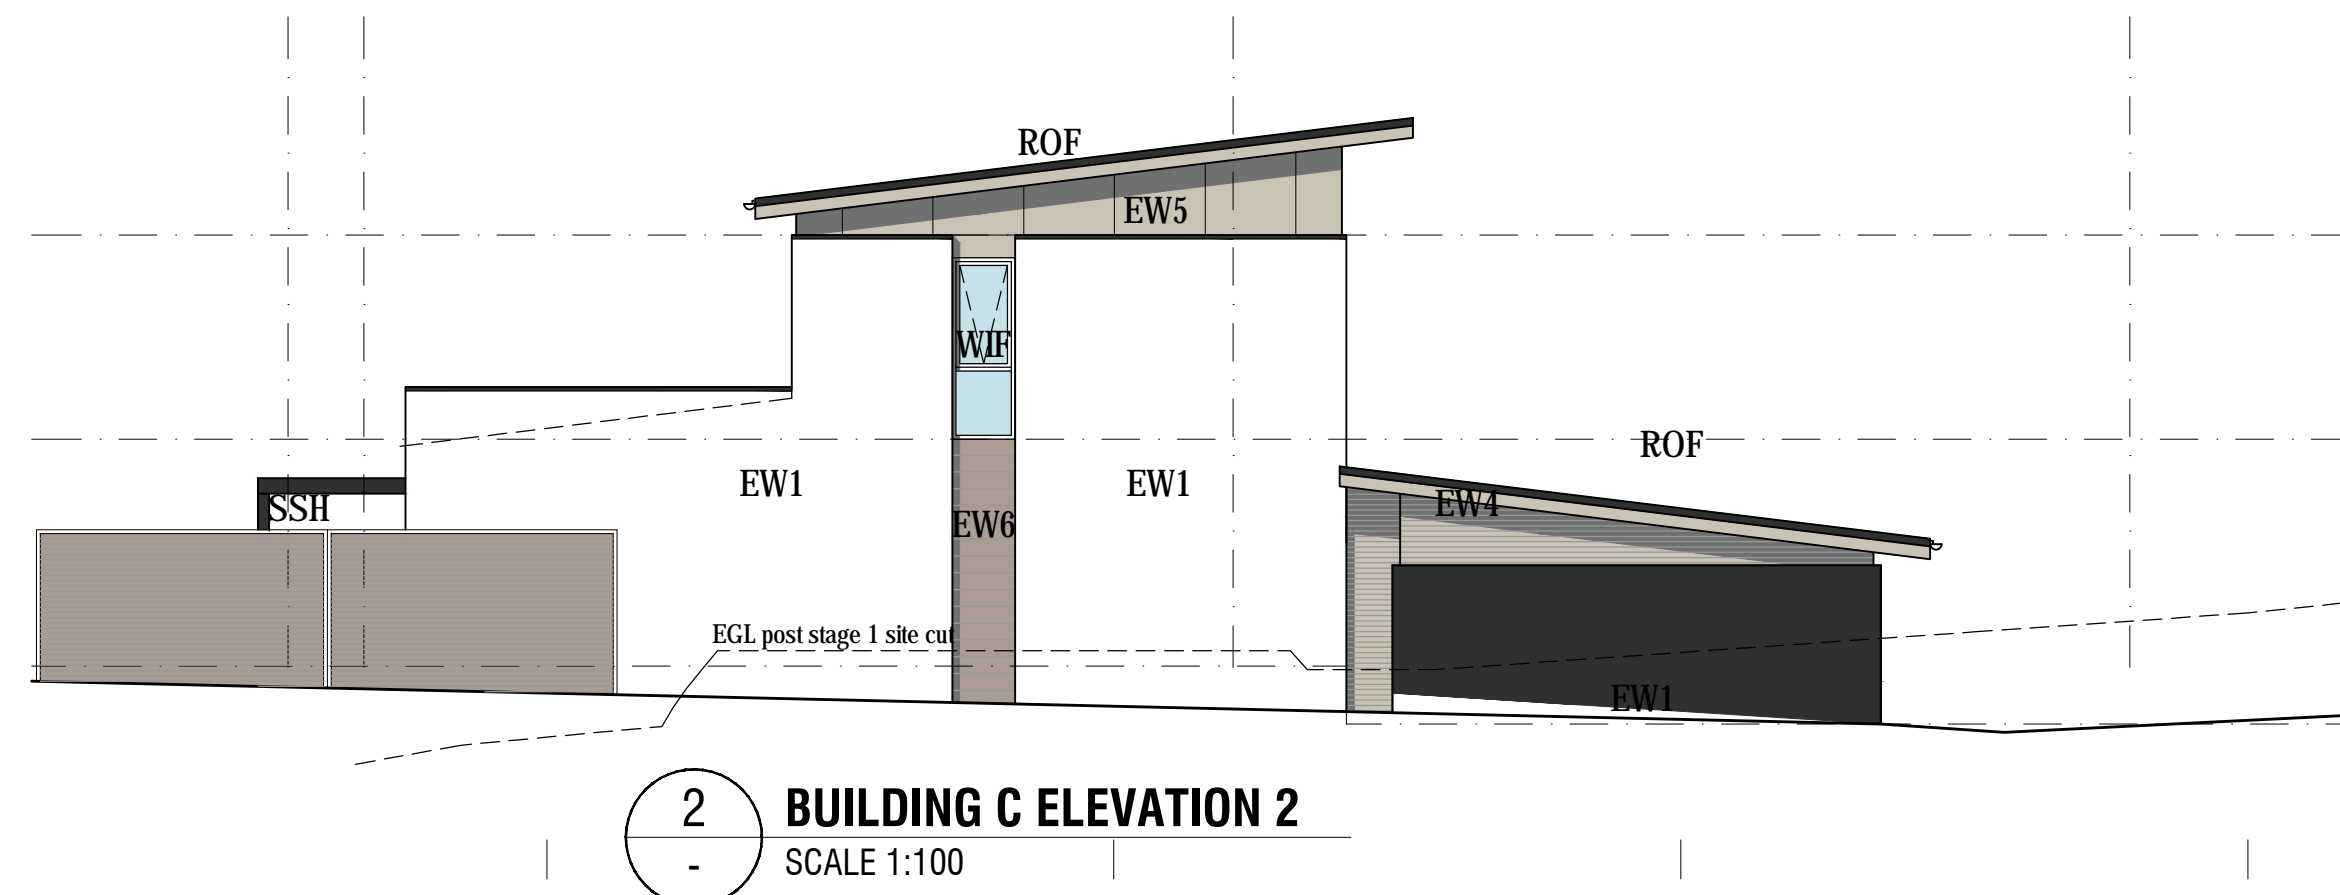 ROF
EW5
WIF
ROF
EW1
EW1
EW4
SSH
EW6
EGL post stage 1 site cut
EW1
2
BUILDING C ELEVATION 2
-
SCALE 1:100